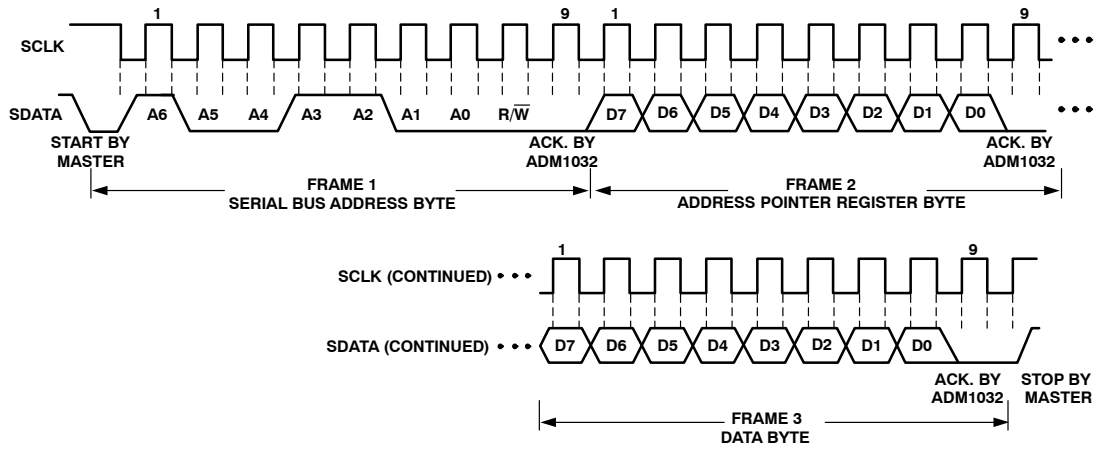 1 9 1 9
SCLK
SDATA A6 A5 A4 A3 A2 A1 A0 R/W̅ D7 D6 D5 D4 D3 D2 D1 D0
START BY MASTER
ACK. BY ADM1032
ACK. BY ADM1032
FRAME 1
SERIAL BUS ADDRESS BYTE
FRAME 2
ADDRESS POINTER REGISTER BYTE
1 9
SCLK (CONTINUED)
SDATA (CONTINUED) D7 D6 D5 D4 D3 D2 D1 D0
ACK. BY ADM1032
STOP BY MASTER
FRAME 3
DATA BYTE